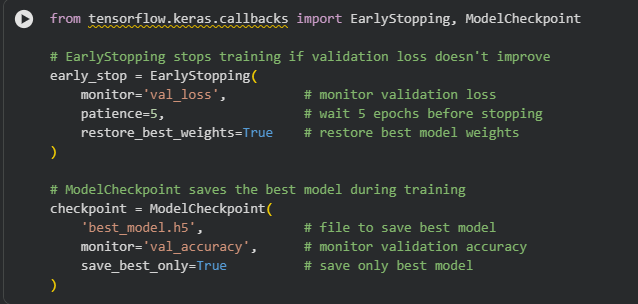 from tensorflow.keras.callbacks import EarlyStopping, ModelCheckpoint
# EarlyStopping stops training if validation loss doesn't improve
early_stop = EarlyStopping(
    monitor='val_loss',          # monitor validation loss
    patience=5,                  # wait 5 epochs before stopping
    restore_best_weights=True    # restore best model weights
)
# ModelCheckpoint saves the best model during training
checkpoint = ModelCheckpoint(
    'best_model.h5',             # file to save best model
    monitor='val_accuracy',      # monitor validation accuracy
    save_best_only=True          # save only best model
)